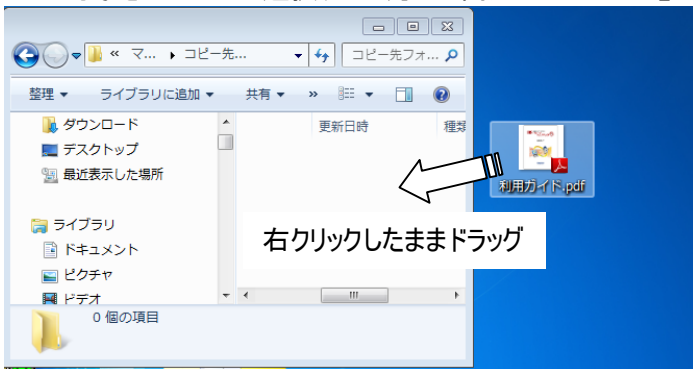 « マ... ▸ コピー先... コピー先フォ...
整理 ▼ ライブラリに追加 ▼ 共有 ▼ »
ダウンロード
デスクトップ
最近表示した場所
ライブラリ
ドキュメント
ピクチャ
ビデオ
更新日時 種類
0 個の項目
右クリックしたままドラッグ
利用ガイド.pdf